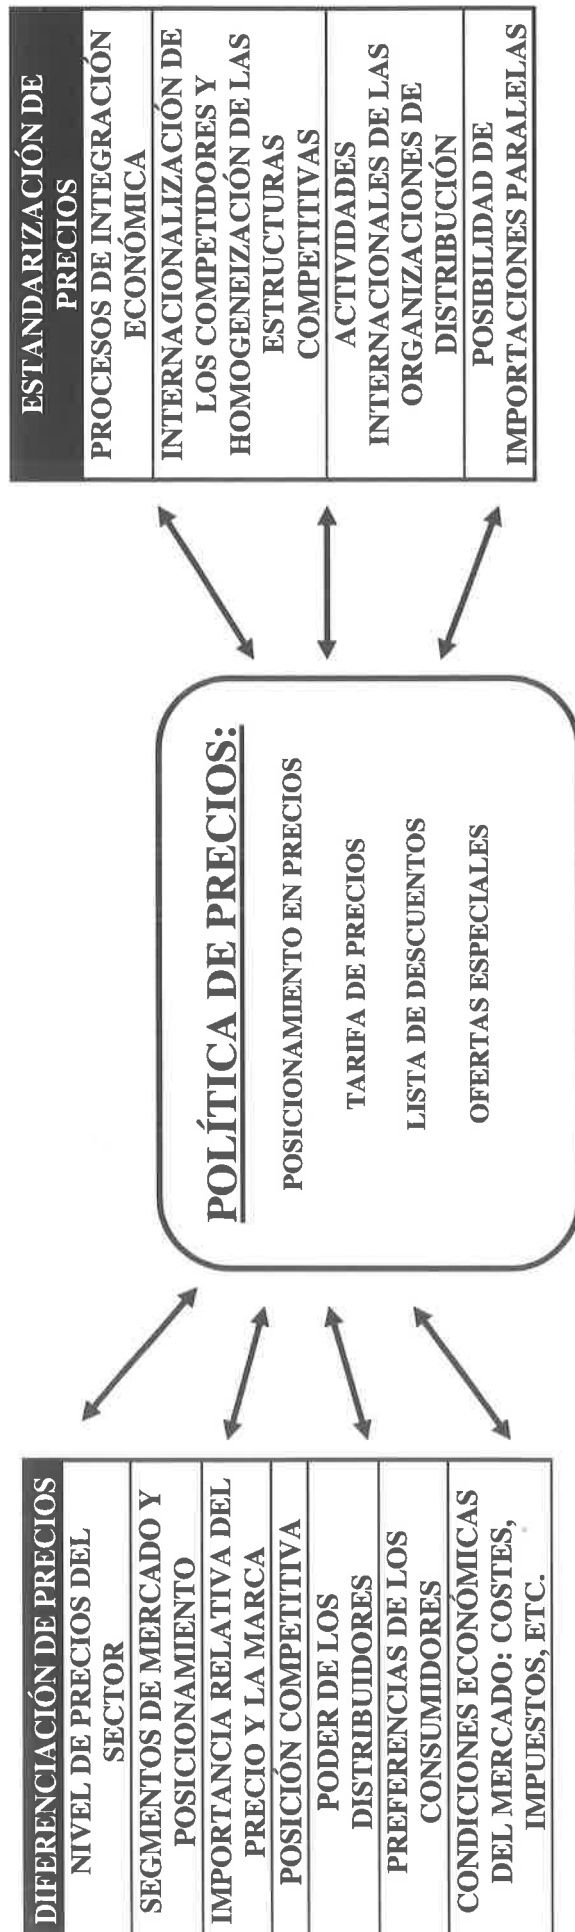 DIFERENCIACIÓN DE PRECIOS
NIVEL DE PRECIOS DEL
SECTOR
SEGMENTOS DE MERCADO Y
POSICIONAMIENTO
IMPORTANCIA RELATIVA DEL
PRECIO Y LA MARCA
POSICIÓN COMPETITIVA
PODER DE LOS
DISTRIBUIDORES
PREFERENCIAS DE LOS
CONSUMIDORES
CONDICIONES ECONÓMICAS
DEL MERCADO: COSTES,
IMPUESTOS, ETC.
POLÍTICA DE PRECIOS:
POSICIONAMIENTO EN PRECIOS
TARIFA DE PRECIOS
LISTA DE DESCUENTOS
OFERTAS ESPECIALES
ESTANDARIZACIÓN DE
PRECIOS
PROCESOS DE INTEGRACIÓN
ECONÓMICA
INTERNACIONALIZACIÓN DE
LOS COMPETIDORES Y
HOMOGENEIZACIÓN DE LAS
ESTRUCTURAS
COMPETITIVAS
ACTIVIDADES
INTERNACIONALES DE LAS
ORGANIZACIONES DE
DISTRIBUCIÓN
POSIBILIDAD DE
IMPORTACIONES PARALELAS